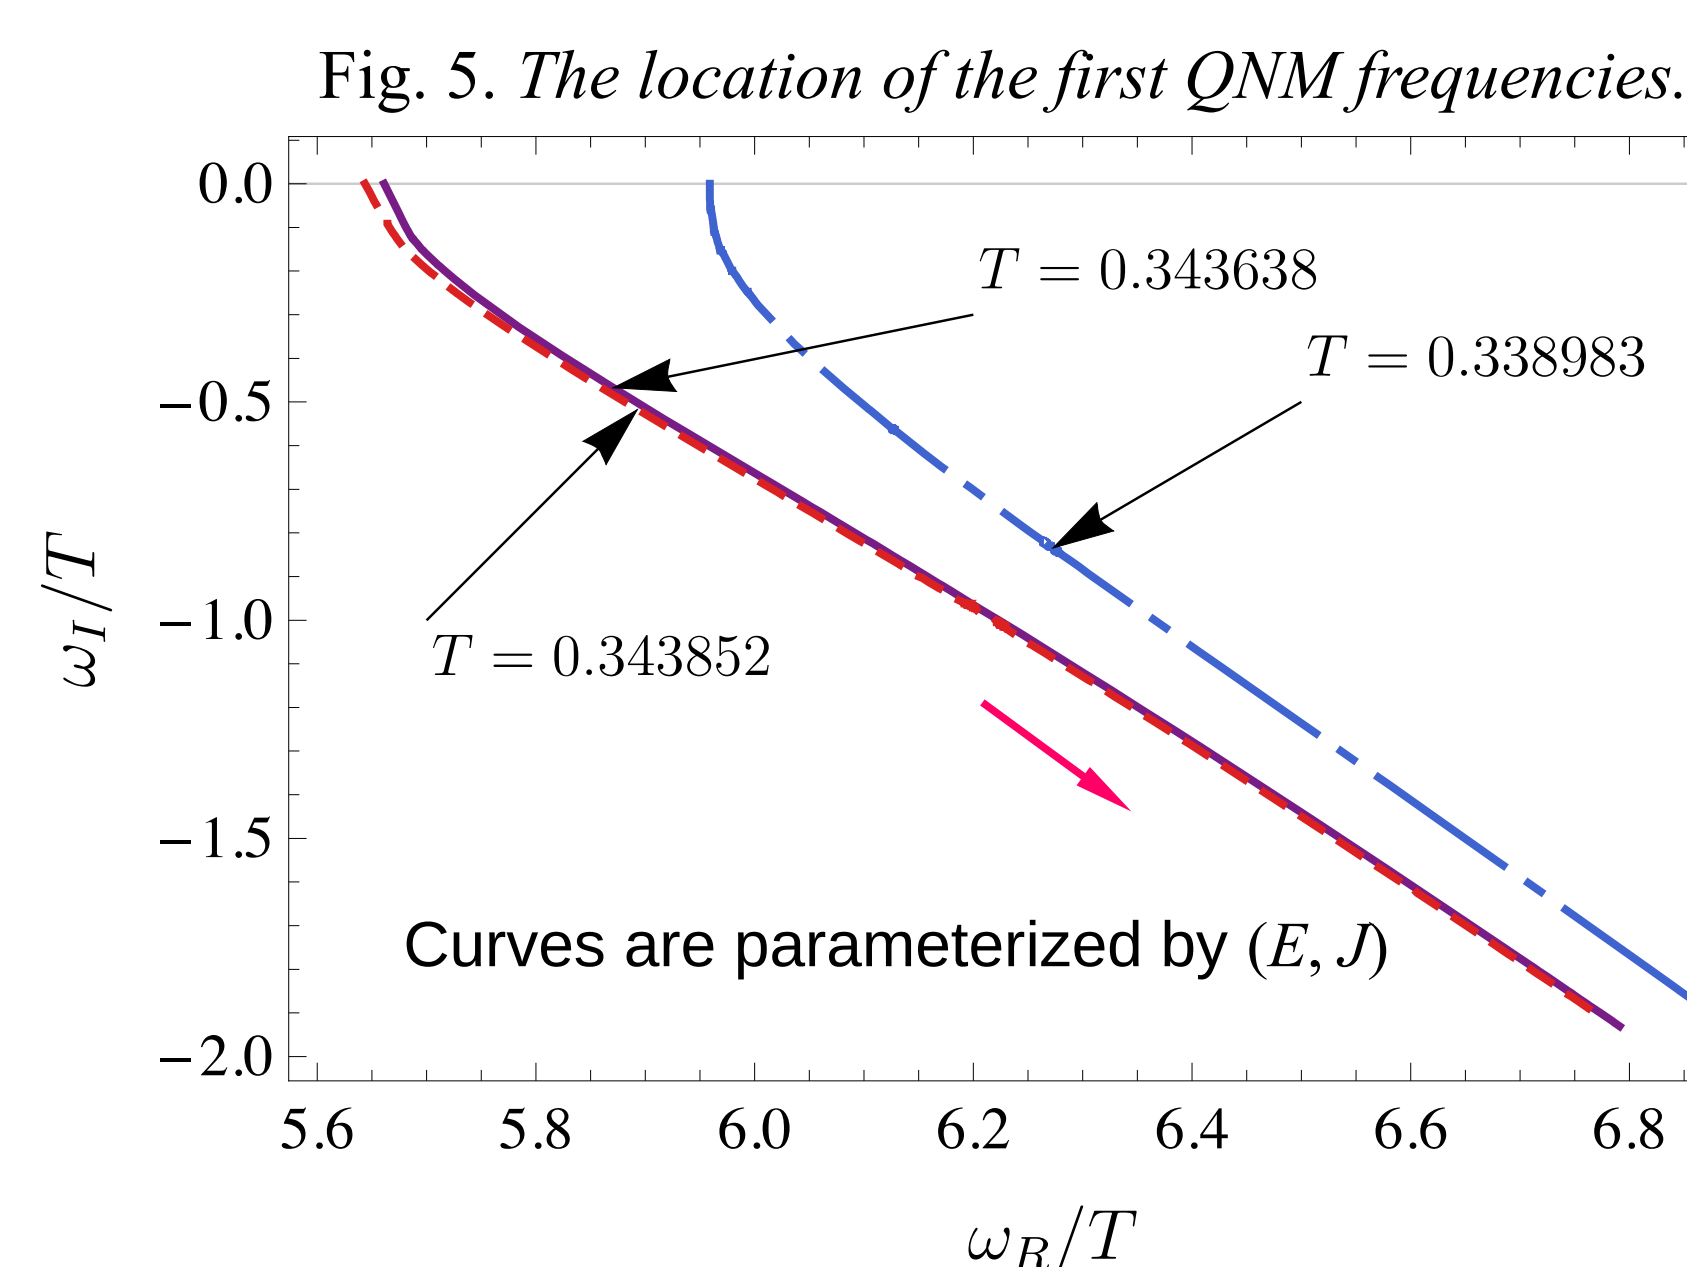 Fig. 5. The location of the first QNM frequencies.
0.0
T = 0.343638
T = 0.338983
−0.5
ω_I/T
−1.0
T = 0.343852
−1.5
Curves are parameterized by (E, J)
−2.0
5.6 5.8 6.0 6.2 6.4 6.6 6.8
ω_R/T